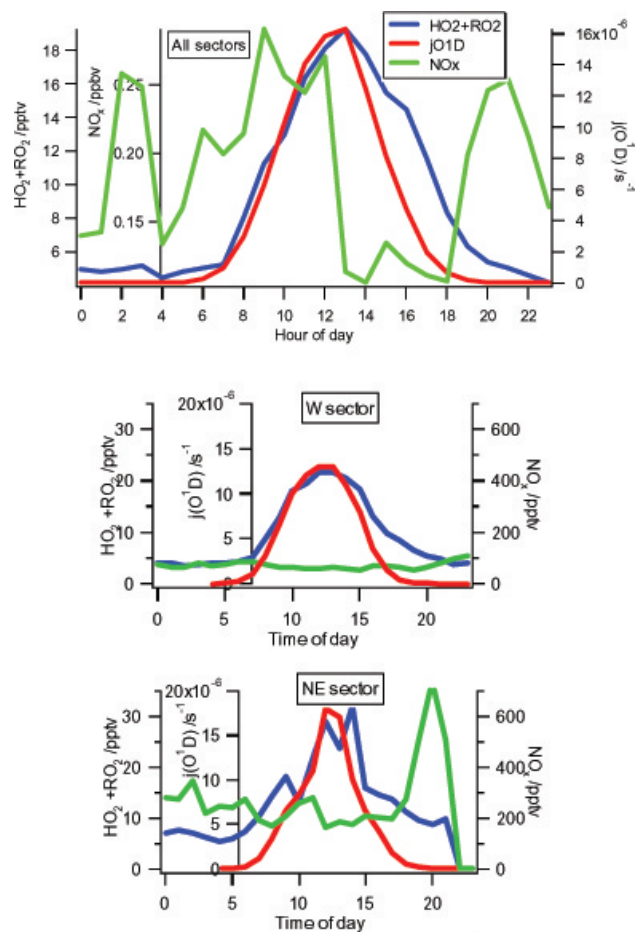 HO2+RO2
jO1D
NOx
All sectors
HO₂+RO₂ /pptv
18
16
14
12
10
8
6
NOₓ /ppbv
0.25
0.20
0.15
16x10⁻⁶
14
12
10
8
6
4
2
0
j(O¹D) /s⁻¹
0 2 4 6 8 10 12 14 16 18 20 22
Hour of day
W sector
HO₂ +RO₂ /pptv
35
30
20
10
0
j(O¹D) /s⁻¹
20x10⁻⁶
15
10
5
0
600
400
200
0
NOₓ /pptv
0 5 10 15 20
Time of day
NE sector
HO₂ +RO₂ /pptv
30
20
10
0
j(O¹D) /s⁻¹
20x10⁻⁶
15
10
5
0
600
400
200
0
NOₓ /pptv
0 5 10 15 20
Time of day